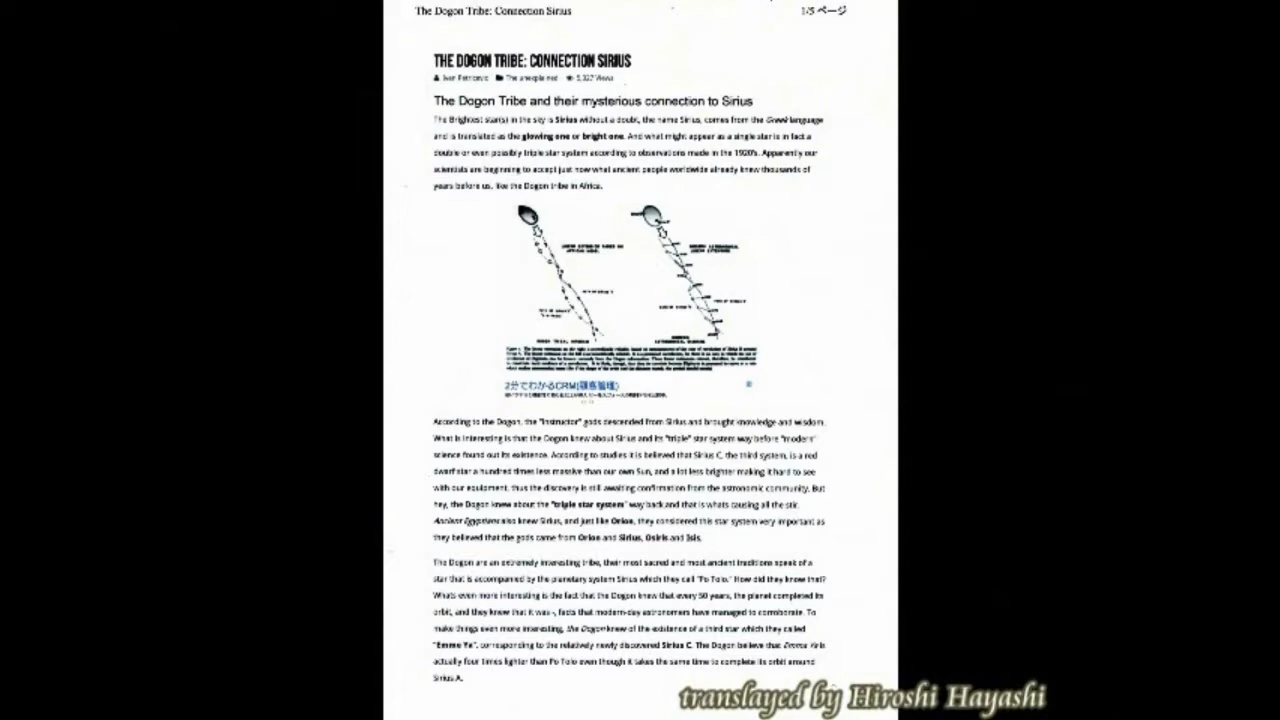 The Dogon Tribe: Connection Sirius
1/5 ページ
THE DOGON TRIBE: CONNECTION SIRIUS
Ivan Petricevic The unexplained 5,327 Views
The Dogon Tribe and their mysterious connection to Sirius
The Brightest star(s) in the sky is Sirius without a doubt, the name Sirius, comes from the Greek language
and is translated as the glowing one or bright one. And what might appear as a single star is in fact a
double or even possibly triple star system according to observations made in the 1920's. Apparently our
scientists are beginning to accept just now what ancient people worldwide already knew thousands of
years before us, like the Dogon tribe in Africa.
2分でわかるCRM(顧客管理)
According to the Dogon, the "Instructor" gods descended from Sirius and brought knowledge and wisdom.
What is interesting is that the Dogon knew about Sirius and its "triple" star system way before "modern"
science found out its existence. According to studies it is believed that Sirius C, the third system, is a red
dwarf star a hundred times less massive than our own Sun, and a lot less brighter making it hard to see
with our equipment, thus the discovery is still awaiting confirmation from the astronomic community. But
hey, the Dogon knew about the "triple star system" way back and that is whats causing all the stir.
Ancient Egyptians also knew Sirius, and just like Orion, they considered this star system very important as
they believed that the gods came from Orion and Sirius, Osiris and Isis.
The Dogon are an extremely interesting tribe, their most sacred and most ancient traditions speak of a
star that is accompanied by the planetary system Sirius which they call "Po Tolo." How did they know that?
Whats even more interesting is the fact that the Dogon knew that every 50 years, the planet completed its
orbit, and they knew that it was -, facts that modern-day astronomers have managed to corroborate. To
make things even more interesting, the Dogon knew of the existence of a third star which they called
"Emme Ya", corresponding to the relatively newly discovered Sirius C. The Dogon believe that Emme Ya is
actually four times lighter than Po Tolo even though it takes the same time to complete its orbit around
Sirius A.
translayed by Hiroshi Hayashi